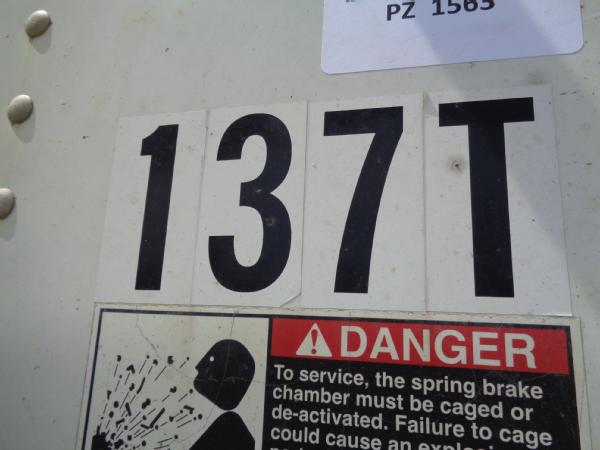 PZ 1563
137T
DANGER
To service, the spring brake
chamber must be caged or
de-activated. Failure to cage
could cause an